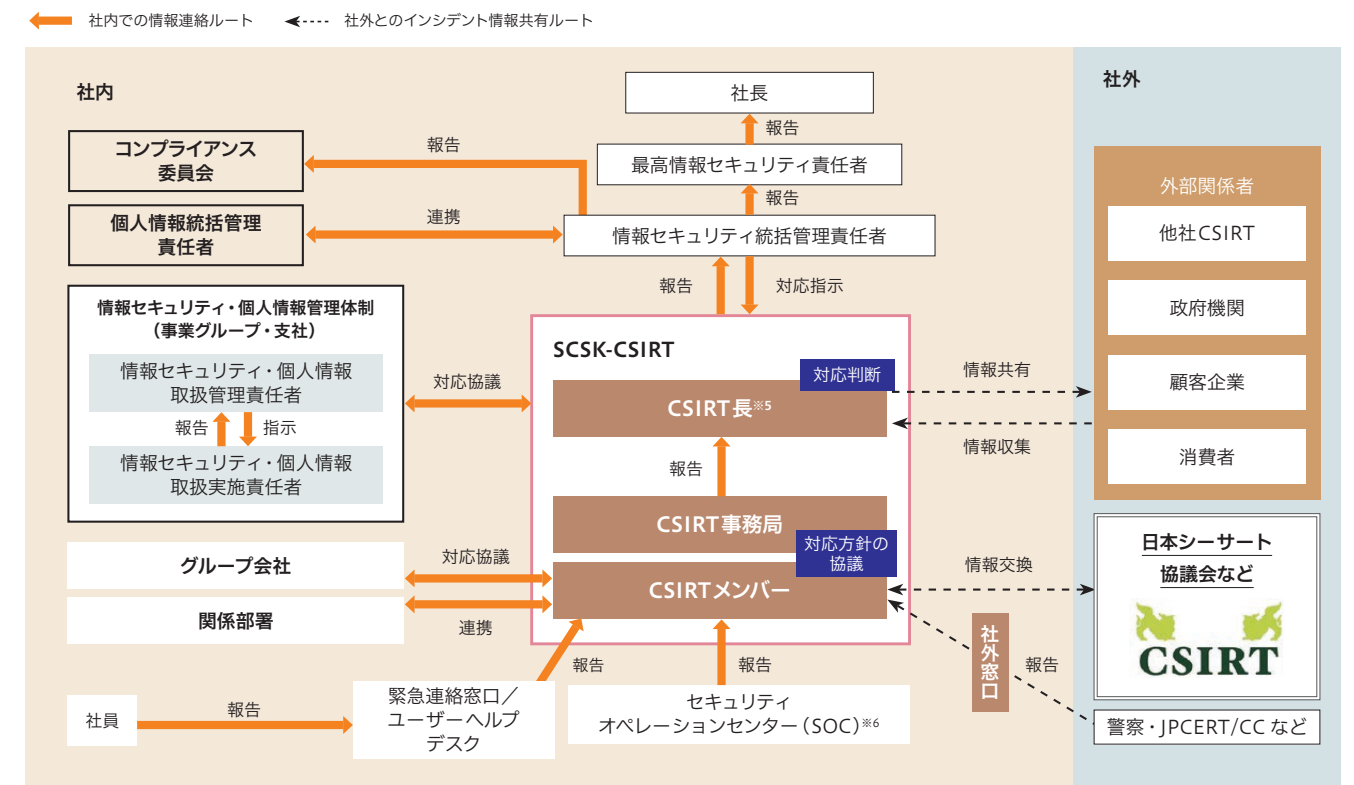 社内での情報連絡ルート
社外とのインシデント情報共有ルート
社内
社外
社長
報告
最高情報セキュリティ責任者
報告
コンプライアンス
委員会
報告
個人情報統括管理
責任者
連携
情報セキュリティ統括管理責任者
報告
対応指示
情報セキュリティ・個人情報管理体制
（事業グループ・支社）
情報セキュリティ・個人情報
取扱管理責任者
報告
指示
情報セキュリティ・個人情報
取扱実施責任者
対応協議
SCSK-CSIRT
対応判断
CSIRT長※5
報告
CSIRT事務局
対応方針の
協議
CSIRTメンバー
グループ会社
対応協議
関係部署
連携
社員
報告
緊急連絡窓口／
ユーザーヘルプ
デスク
報告
セキュリティ
オペレーションセンター（SOC）※6
報告
情報共有
情報収集
情報交換
社外窓口
報告
外部関係者
他社CSIRT
政府機関
顧客企業
消費者
日本シーサート
協議会など
CSIRT
警察・JPCERT/CC など